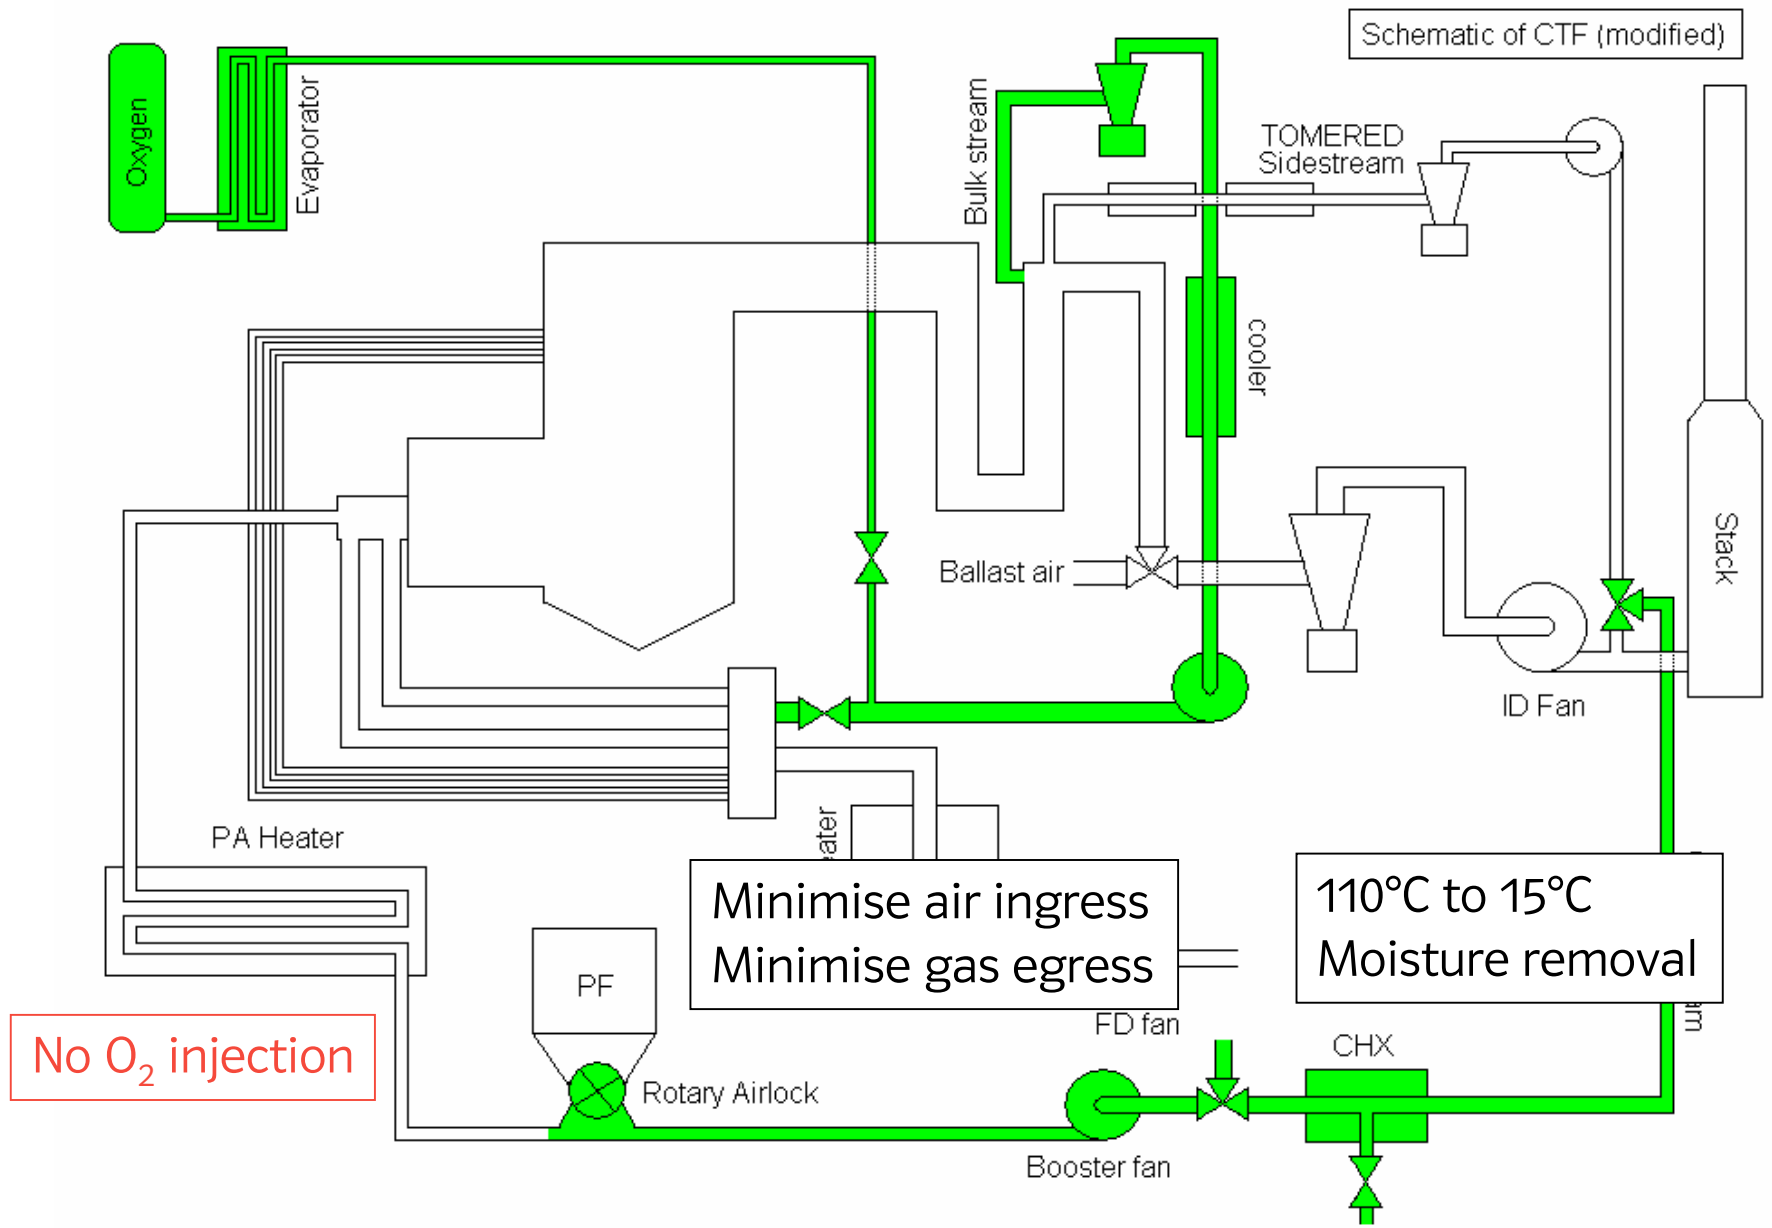 Schematic of CTF (modified)
Oxygen
Evaporator
Bulk stream
TOMERED
Sidestream
cooler
Stack
Ballast air
ID Fan
PA Heater
Minimise air ingress
Minimise gas egress
110°C to 15°C
Moisture removal
PF
No O₂ injection
FD fan
CHX
Rotary Airlock
Booster fan